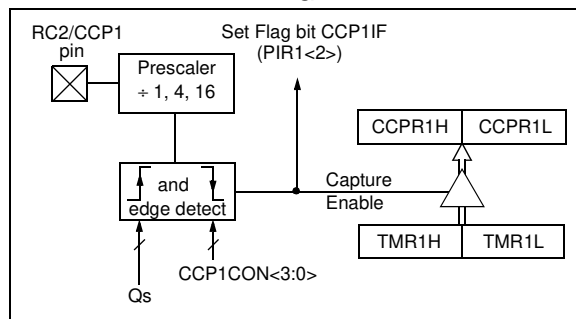 RC2/CCP1
pin
Prescaler
÷ 1, 4, 16
Set Flag bit CCP1IF
(PIR1<2>)
CCPR1H CCPR1L
and
edge detect
Capture
Enable
TMR1H TMR1L
CCP1CON<3:0>
Qs